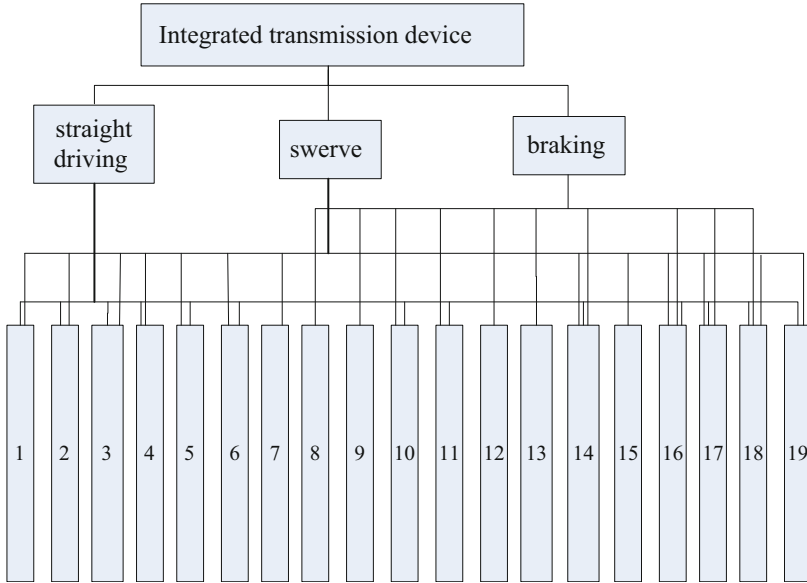 Integrated transmission device
straight
driving
swerve
braking
1 2 3 4 5 6 7 8 9 10 11 12 13 14 15 16 17 18 19